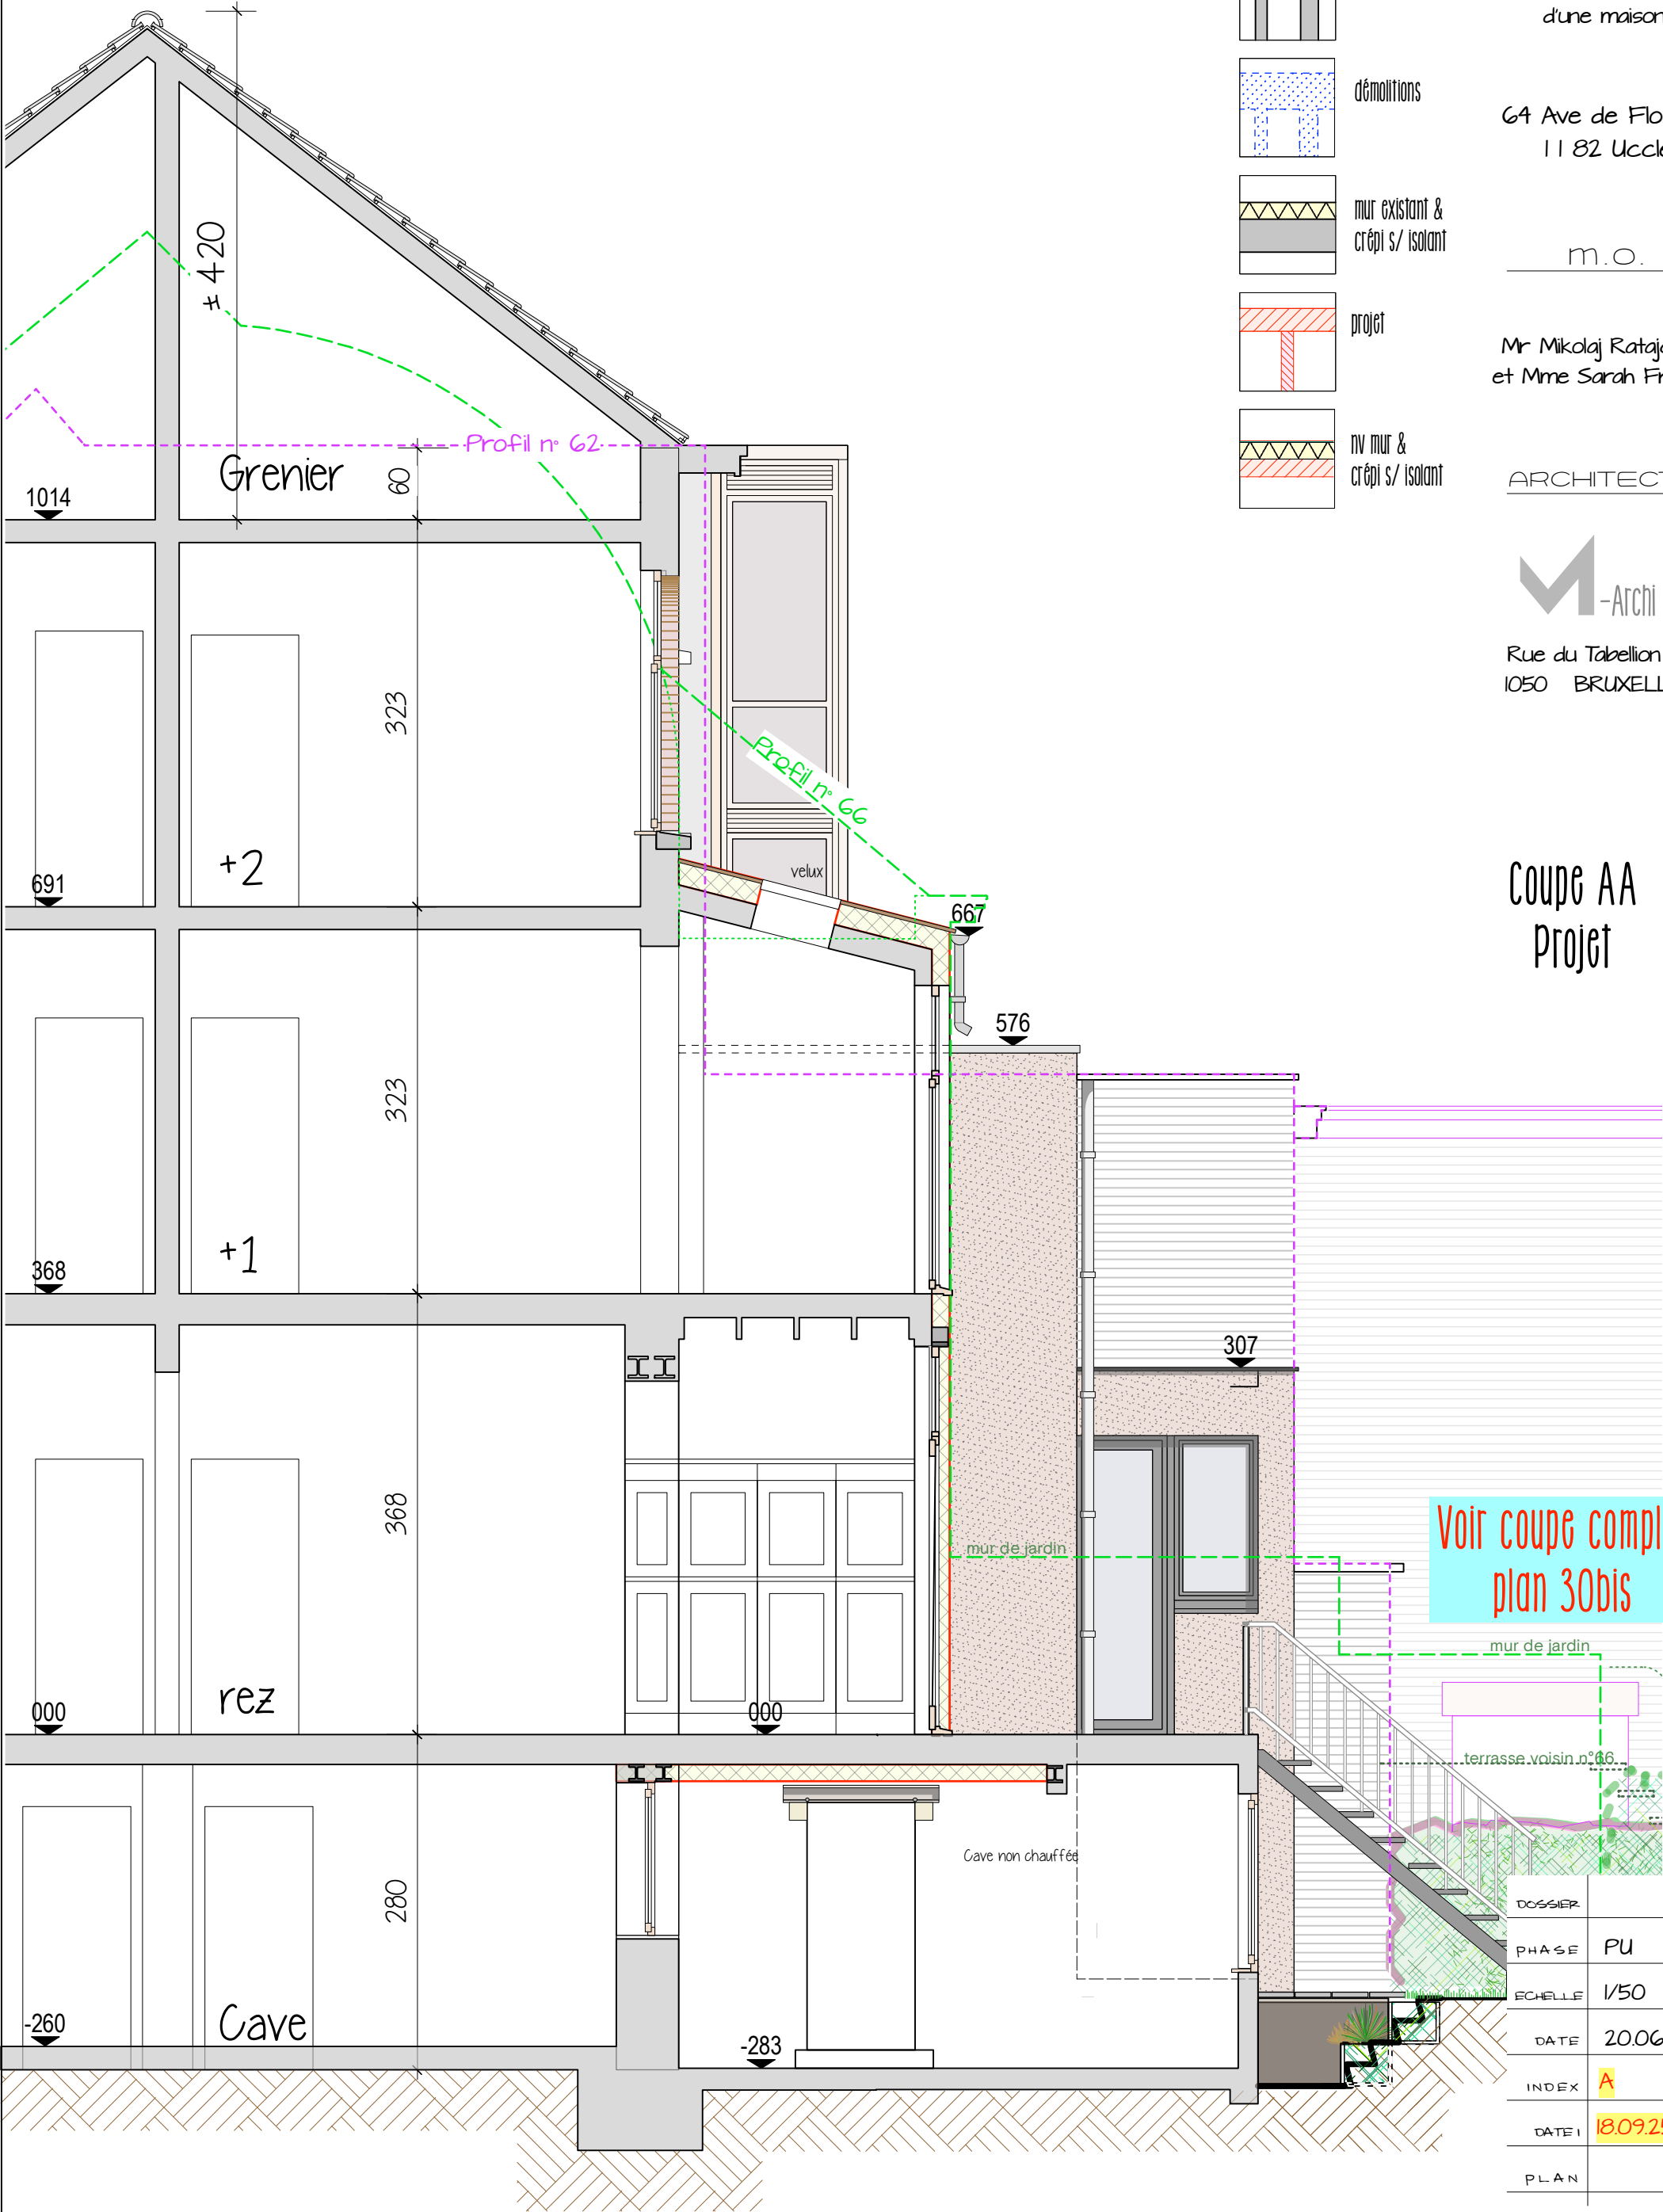 d'une maison
démolitions
64 Ave de Flo
1182 Uccle
mur existant &
crépi s/ isolant
m.o.
projet
Mr Mikolaj Rataj
et Mme Sarah Fr
nv mur &
crépi s/ isolant
ARCHITECT
M-Archi
Rue du Tabellion
1050 BRUXELL
± 420
Profil n° 62
Grenier
60
1014
323
Profil n° 66
velux
+2
691
667
Coupe AA
Projet
576
323
+1
368
307
368
mur de jardin
Voir coupe compl
plan 30bis
mur de jardin
rez
000
000
terrasse voisin n°66
Cave non chauffée
280
Cave
-260
-283
DOSSIER
PHASE PU
ECHELLE 1/50
DATE 20.06
INDEX A
DATE1 18.09.2
PLAN